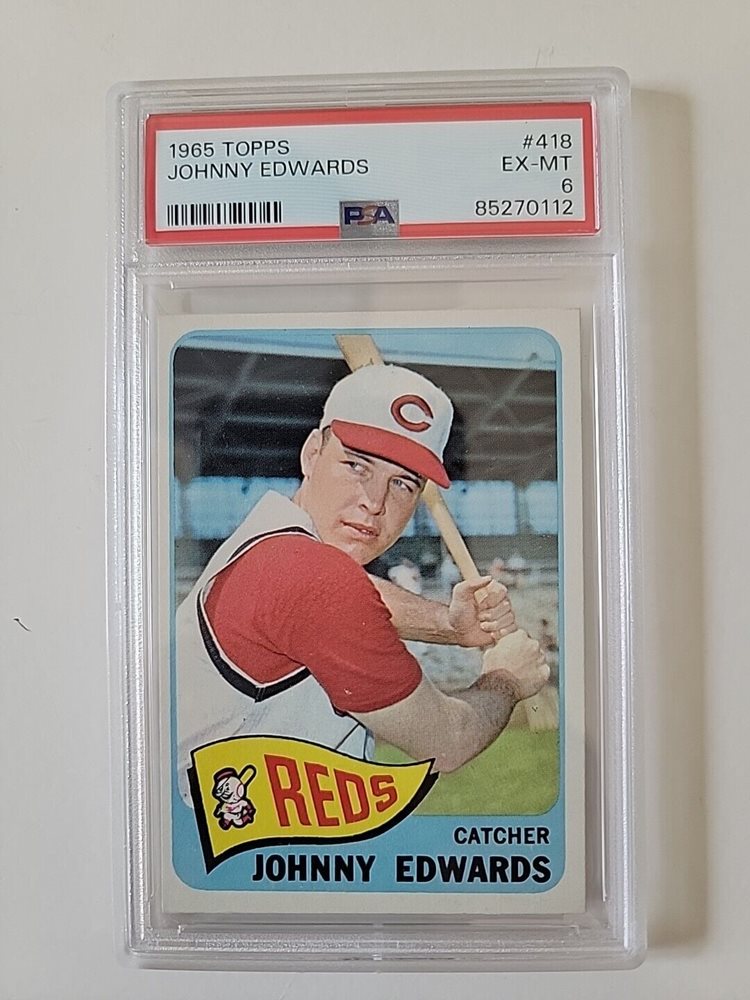 1965 TOPPS #418
JOHNNY EDWARDS EX-MT
6
PSA 85270112
C
REDS
CATCHER
JOHNNY EDWARDS